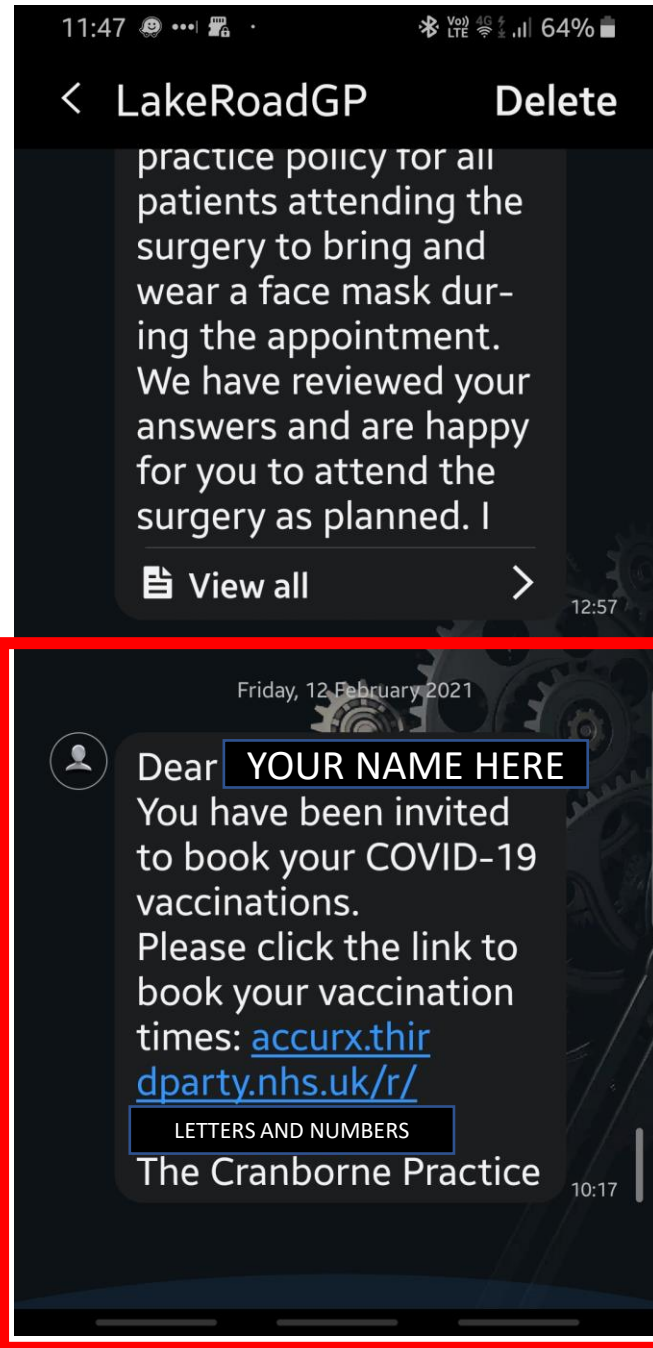 11:47
Vo)) LTE 4G 64%
LakeRoadGP Delete
practice policy for all
patients attending the
surgery to bring and
wear a face mask dur-
ing the appointment.
We have reviewed your
answers and are happy
for you to attend the
surgery as planned. I
View all
12:57
Friday, 12 February 2021
Dear YOUR NAME HERE
You have been invited
to book your COVID-19
vaccinations.
Please click the link to
book your vaccination
times: accurx.thir
dparty.nhs.uk/r/
LETTERS AND NUMBERS
The Cranborne Practice
10:17